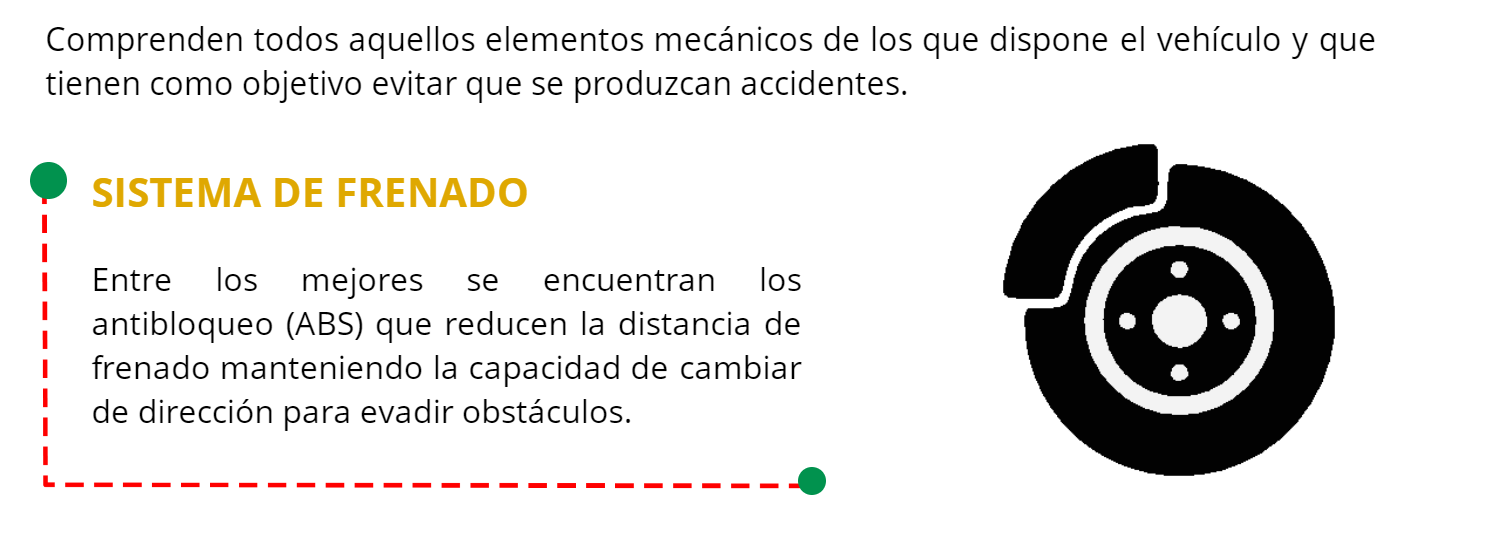 Comprenden todos aquellos elementos mecánicos de los que dispone el vehículo y que
tienen como objetivo evitar que se produzcan accidentes.
SISTEMA DE FRENADO
Entre los mejores se encuentran los
antibloqueo (ABS) que reducen la distancia de
frenado manteniendo la capacidad de cambiar
de dirección para evadir obstáculos.